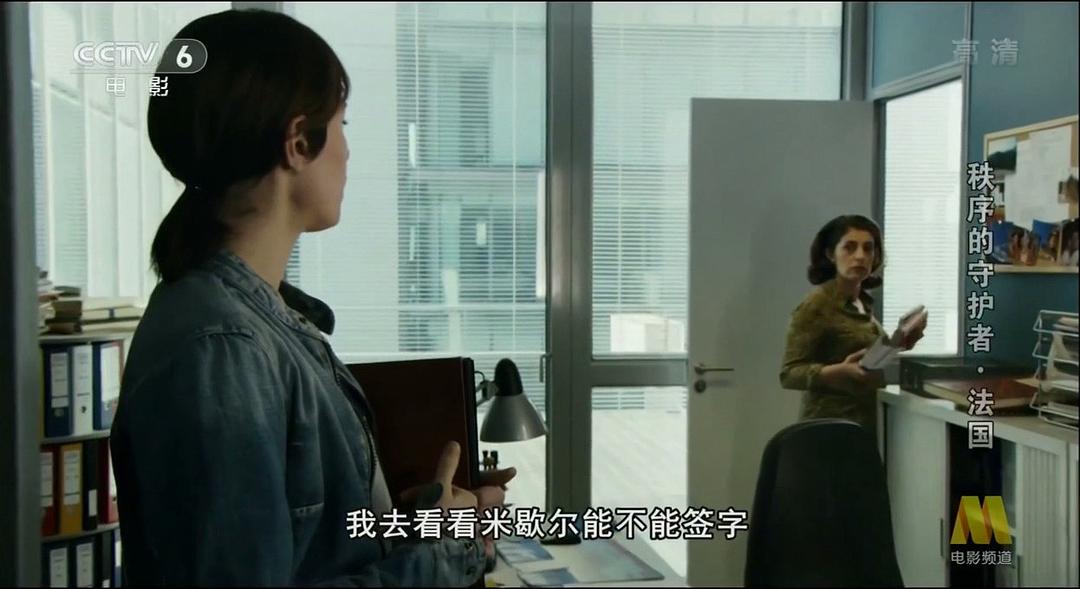 CCTV 6
电影
高清
秩序的守护者·法国
我去看看米歇尔能不能签字
电影频道